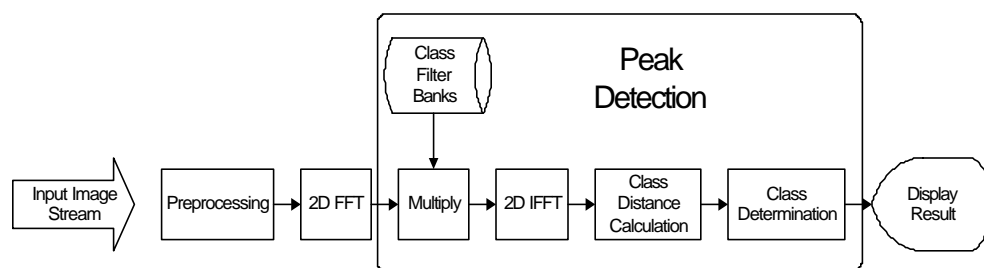 Class
Filter
Banks
Peak
Detection
Input Image
Stream
Preprocessing
2D FFT
Multiply
2D IFFT
Class
Distance
Calculation
Class
Determination
Display
Result